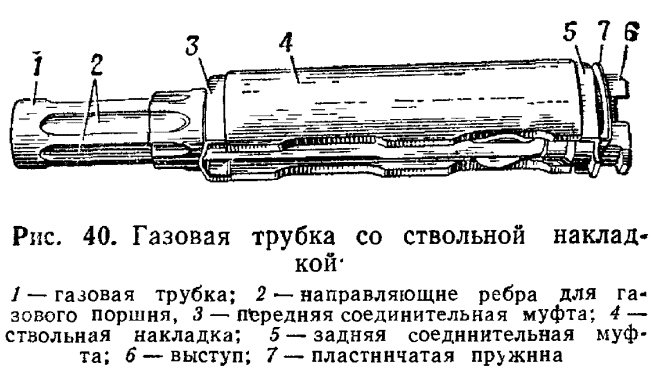 1 2 3 4 5 7 6
Рис. 40. Газовая трубка со ствольной наклад-
кой
1 — газовая трубка; 2 — направляющие ребра для га-
зового поршня, 3 — передняя соединительная муфта; 4 —
ствольная накладка; 5 — задняя соединительная муф-
та; 6 — выступ; 7 — пластинчатая пружина